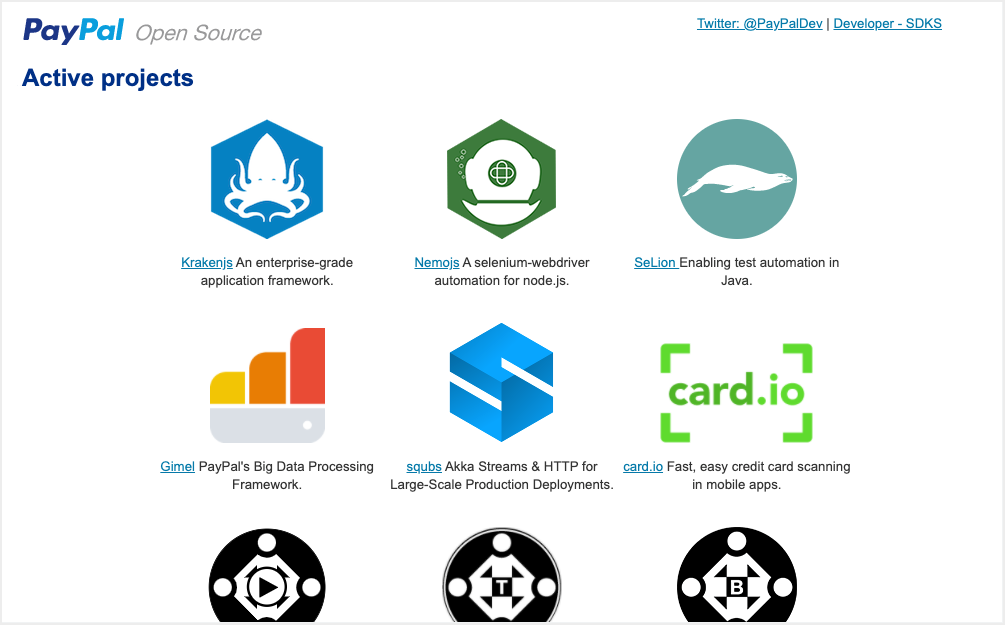 PayPal Open Source
Twitter: @PayPalDev | Developer - SDKS
Active projects
Krakenjs An enterprise-grade
application framework.
Nemojs A selenium-webdriver
automation for node.js.
SeLion Enabling test automation in
Java.
card.io
Gimel PayPal's Big Data Processing
Framework.
squbs Akka Streams & HTTP for
Large-Scale Production Deployments.
card.io Fast, easy credit card scanning
in mobile apps.
T
B